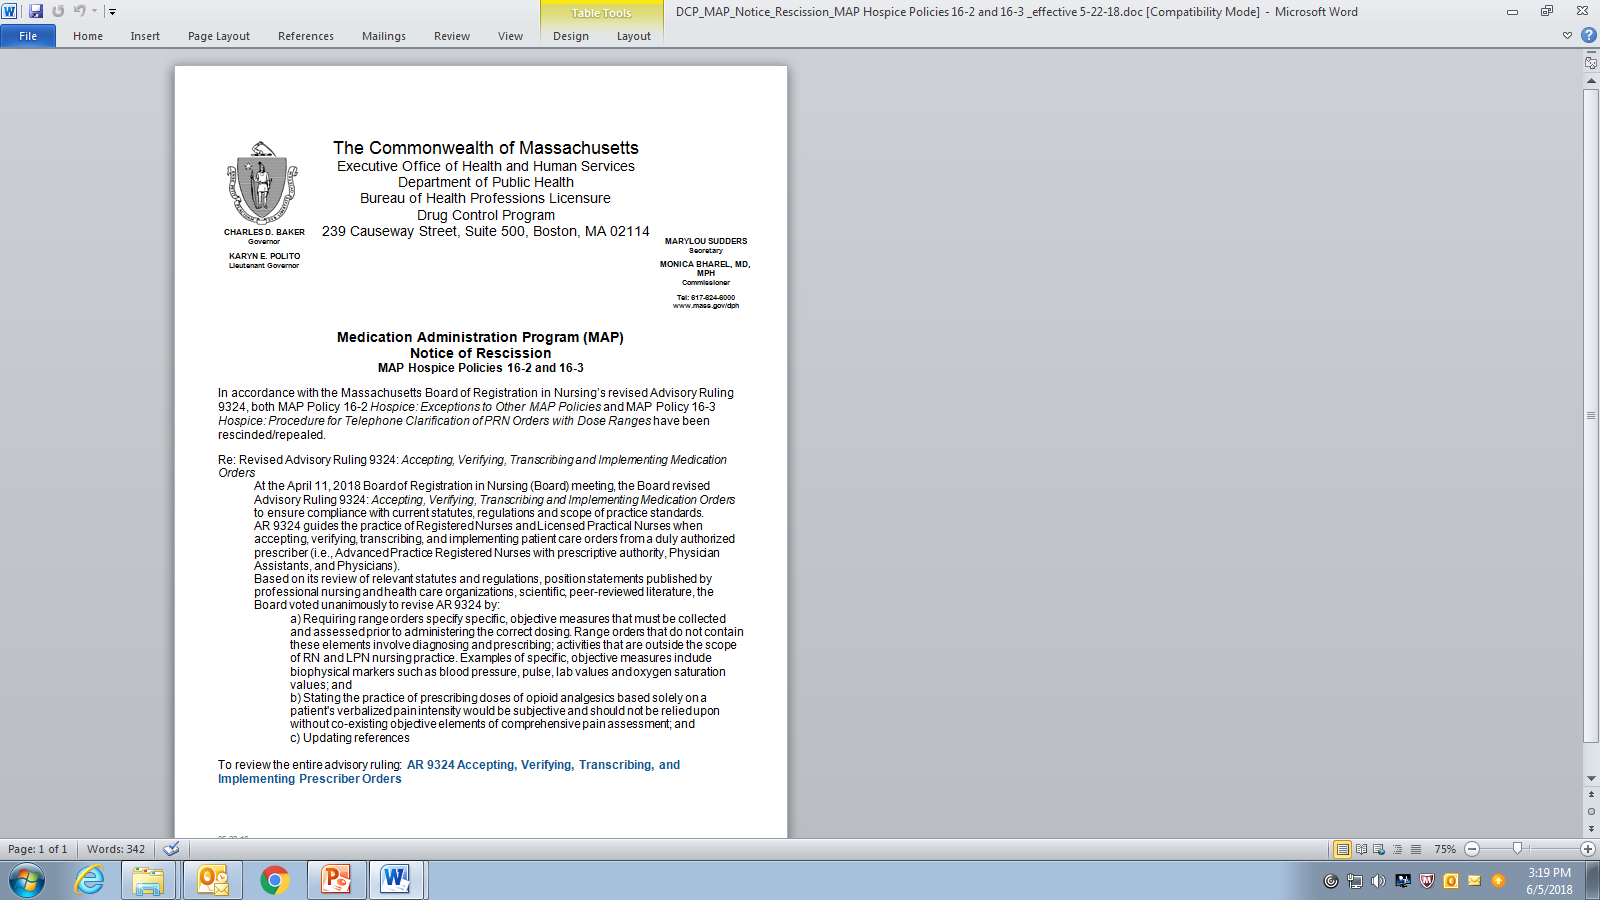 DCP_MAP_Notice_Rescission_MAP Hospice Policies 16-2 and 16-3 _effective 5-22-18.doc [Compatibility Mode] - Microsoft Word
Table Tools
File Home Insert Page Layout References Mailings Review View Design Layout
The Commonwealth of Massachusetts
Executive Office of Health and Human Services
Department of Public Health
Bureau of Health Professions Licensure
Drug Control Program
239 Causeway Street, Suite 500, Boston, MA 02114
CHARLES D. BAKER
Governor
KARYN E. POLITO
Lieutenant Governor
MARYLOU SUDDERS
Secretary
MONICA BHAREL, MD,
MPH
Commissioner
Tel: 617-624-6000
www.mass.gov/dph
Medication Administration Program (MAP)
Notice of Rescission
MAP Hospice Policies 16-2 and 16-3
In accordance with the Massachusetts Board of Registration in Nursing's revised Advisory Ruling
9324, both MAP Policy 16-2 Hospice: Exceptions to Other MAP Policies and MAP Policy 16-3
Hospice: Procedure for Telephone Clarification of PRN Orders with Dose Ranges have been
rescinded/repealed.
Re: Revised Advisory Ruling 9324: Accepting, Verifying, Transcribing and Implementing Medication
Orders
At the April 11, 2018 Board of Registration in Nursing (Board) meeting, the Board revised
Advisory Ruling 9324: Accepting, Verifying, Transcribing and Implementing Medication Orders
to ensure compliance with current statutes, regulations and scope of practice standards.
AR 9324 guides the practice of Registered Nurses and Licensed Practical Nurses when
accepting, verifying, transcribing, and implementing patient care orders from a duly authorized
prescriber (i.e., Advanced Practice Registered Nurses with prescriptive authority, Physician
Assistants, and Physicians).
Based on its review of relevant statutes and regulations, position statements published by
professional nursing and health care organizations, scientific, peer-reviewed literature, the
Board voted unanimously to revise AR 9324 by:
a) Requiring range orders specify specific, objective measures that must be collected
and assessed prior to administering the correct dosing. Range orders that do not contain
these elements involve diagnosing and prescribing; activities that are outside the scope
of RN and LPN nursing practice. Examples of specific, objective measures include
biophysical markers such as blood pressure, pulse, lab values and oxygen saturation
values; and
b) Stating the practice of prescribing doses of opioid analgesics based solely on a
patient's verbalized pain intensity would be subjective and should not be relied upon
without co-existing objective elements of comprehensive pain assessment; and
c) Updating references
To review the entire advisory ruling: AR 9324 Accepting, Verifying, Transcribing, and
Implementing Prescriber Orders
Page: 1 of 1 Words: 342 75%
3:19 PM
6/5/2018